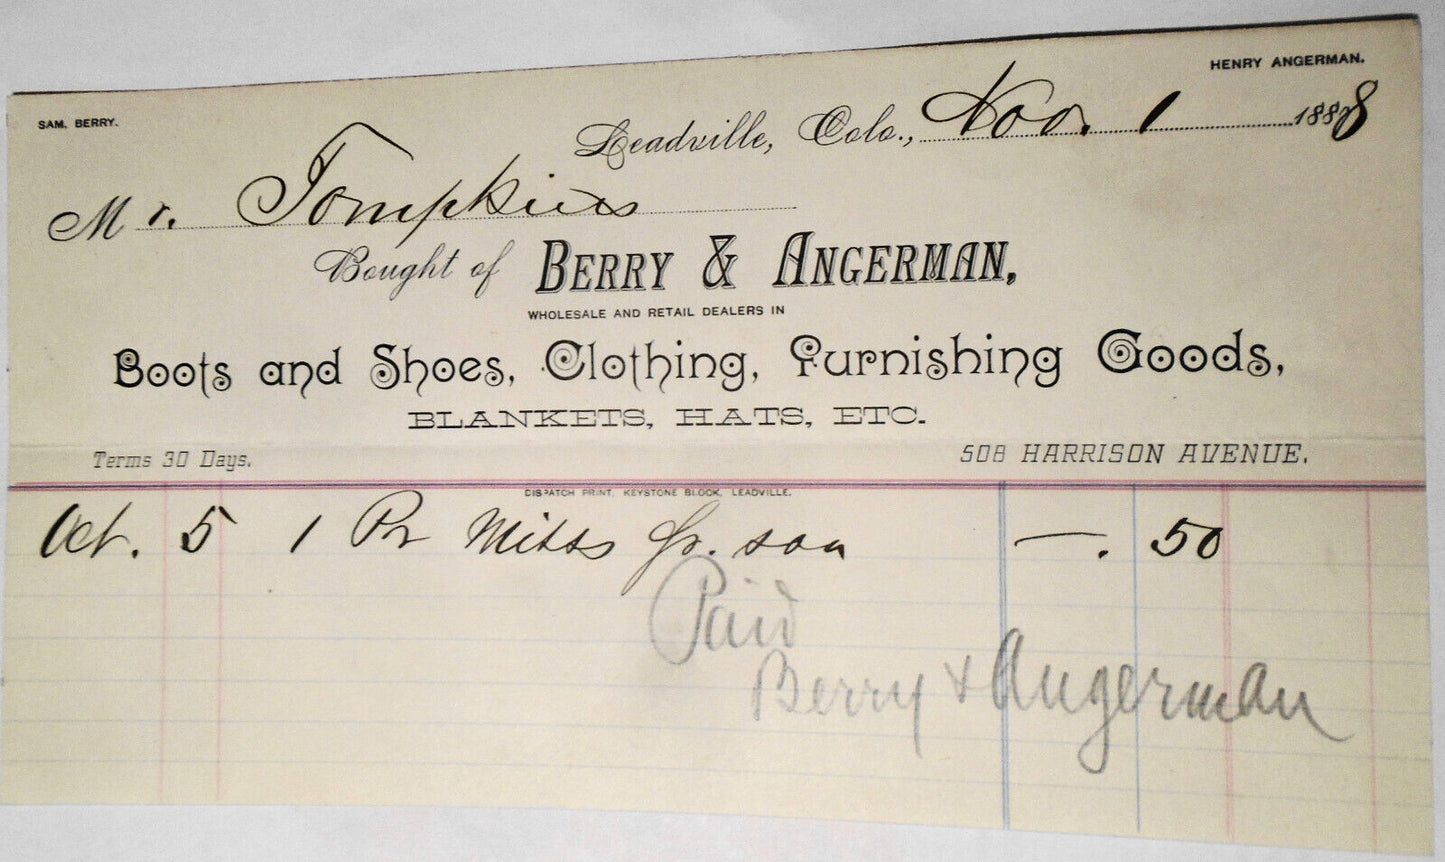 SAM. BERRY.
HENRY ANGERMAN.
Leadville, Colo., Nov. 1 1888
Mr. Tompkins
Bought of BERRY & ANGERMAN,
WHOLESALE AND RETAIL DEALERS IN
Boots and Shoes, Clothing, Furnishing Goods,
BLANKETS, HATS, ETC.
Terms 30 Days.
508 HARRISON AVENUE.
DISPATCH PRINT, KEYSTONE BLOCK, LEADVILLE.
Oct. 5 1 Pr Mitts fr. son —. 50
Paid
Berry & Angerman